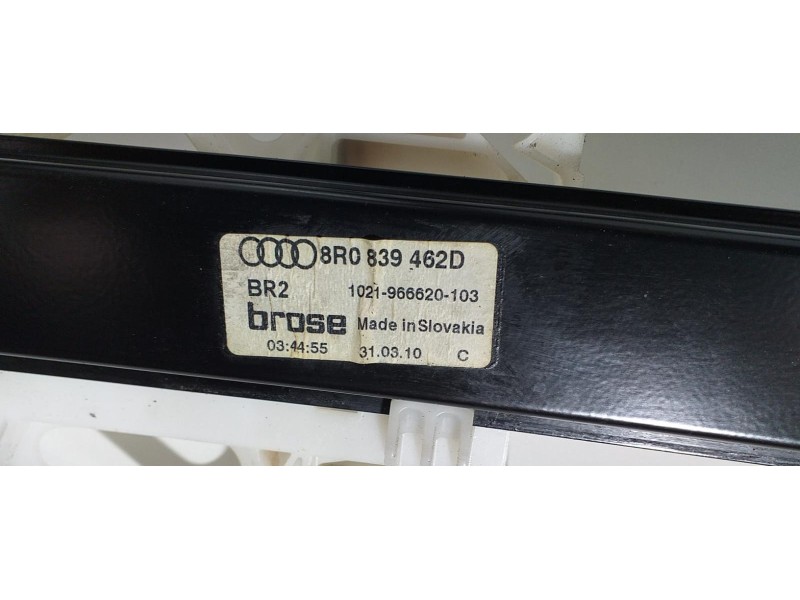 8R0 839 462D
BR2 1021-966620-103
brose Made in Slovakia
03:44:55 31.03.10 C